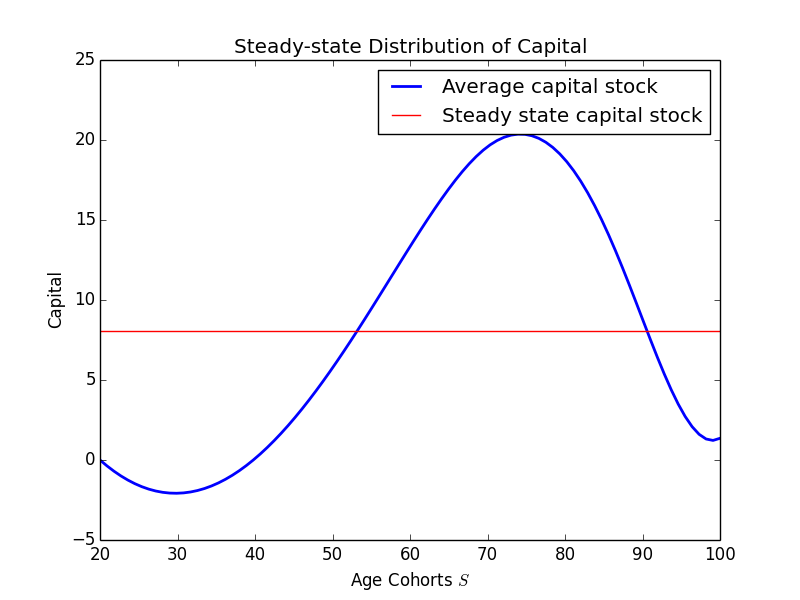 Steady-state Distribution of Capital
Average capital stock
Steady state capital stock
25
20
15
10
5
0
−5
Capital
20 30 40 50 60 70 80 90 100
Age Cohorts S